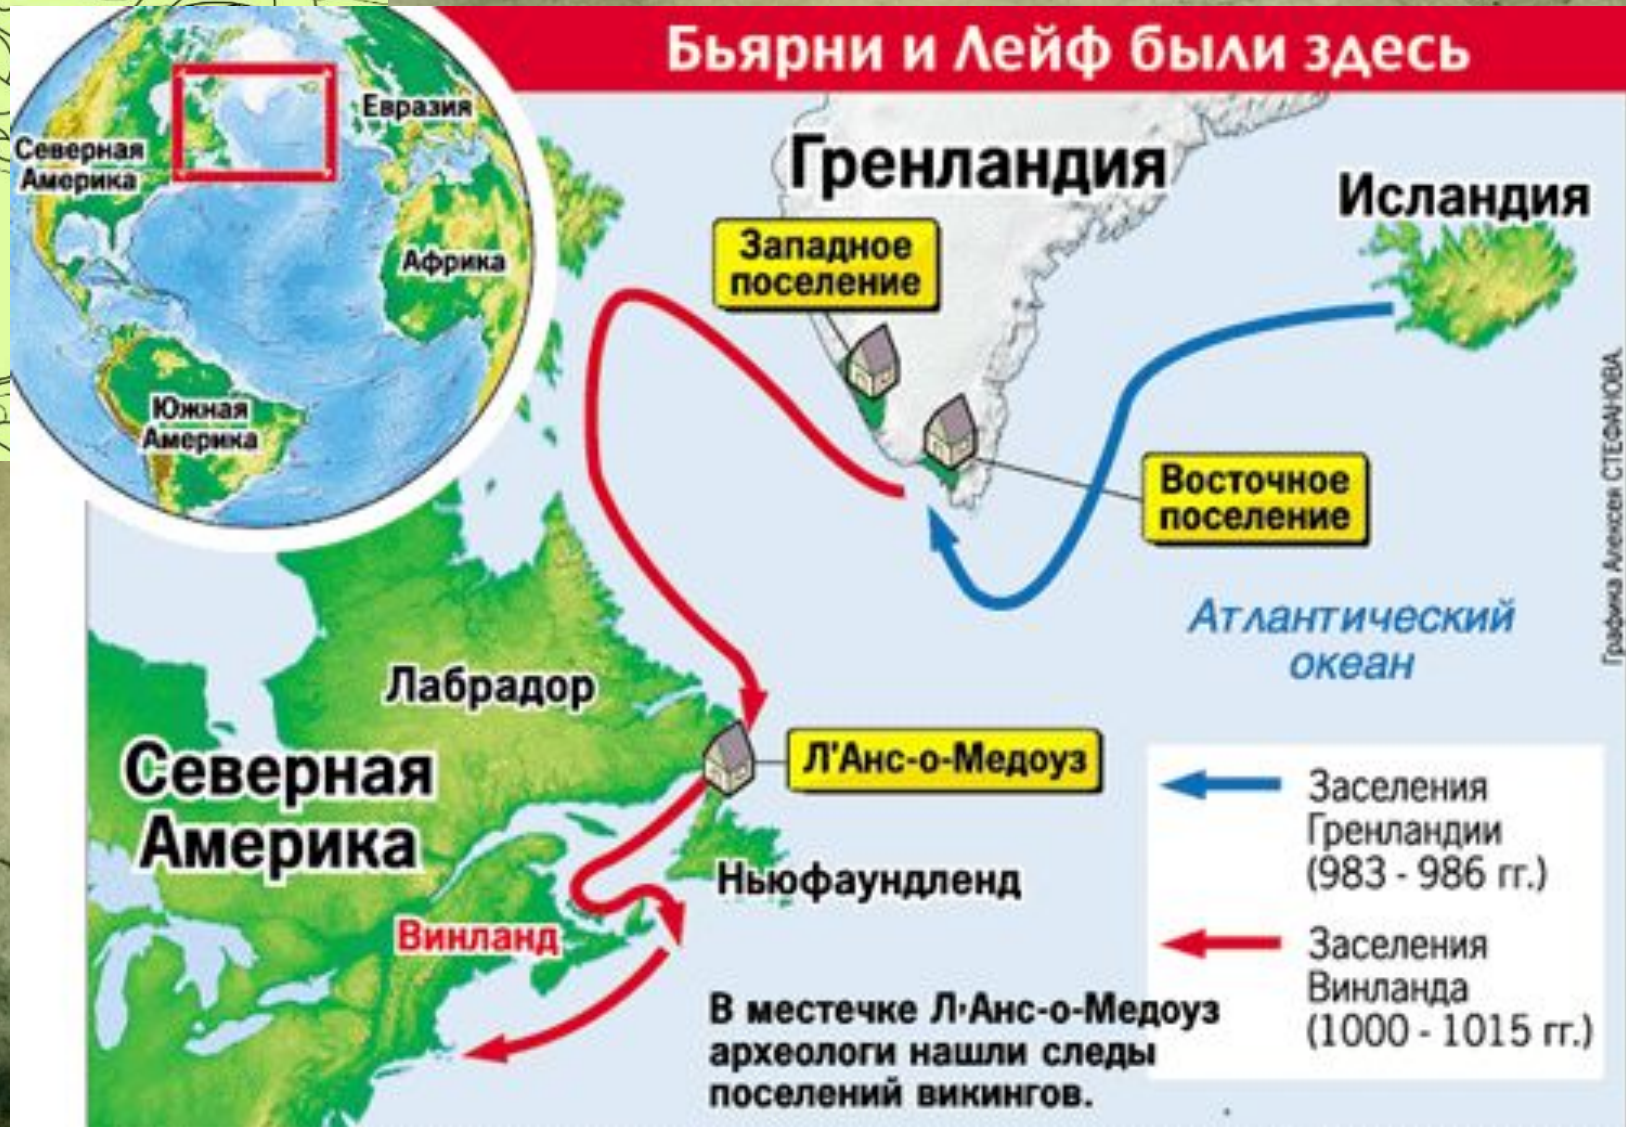 Бьярни и Лейф были здесь
Евразия
Северная
Америка
Африка
Южная
Америка
Гренландия
Исландия
Западное
поселение
Восточное
поселение
Графика Алексея СТЕФАНОВА.
Атлантический
океан
Лабрадор
Северная
Америка
Л'Анс-о-Медоуз
Ньюфаундленд
Винланд
Заселения
Гренландии
(983 - 986 гг.)
Заселения
Винланда
(1000 - 1015 гг.)
В местечке Л·Анс-о-Медоуз
археологи нашли следы
поселений викингов.